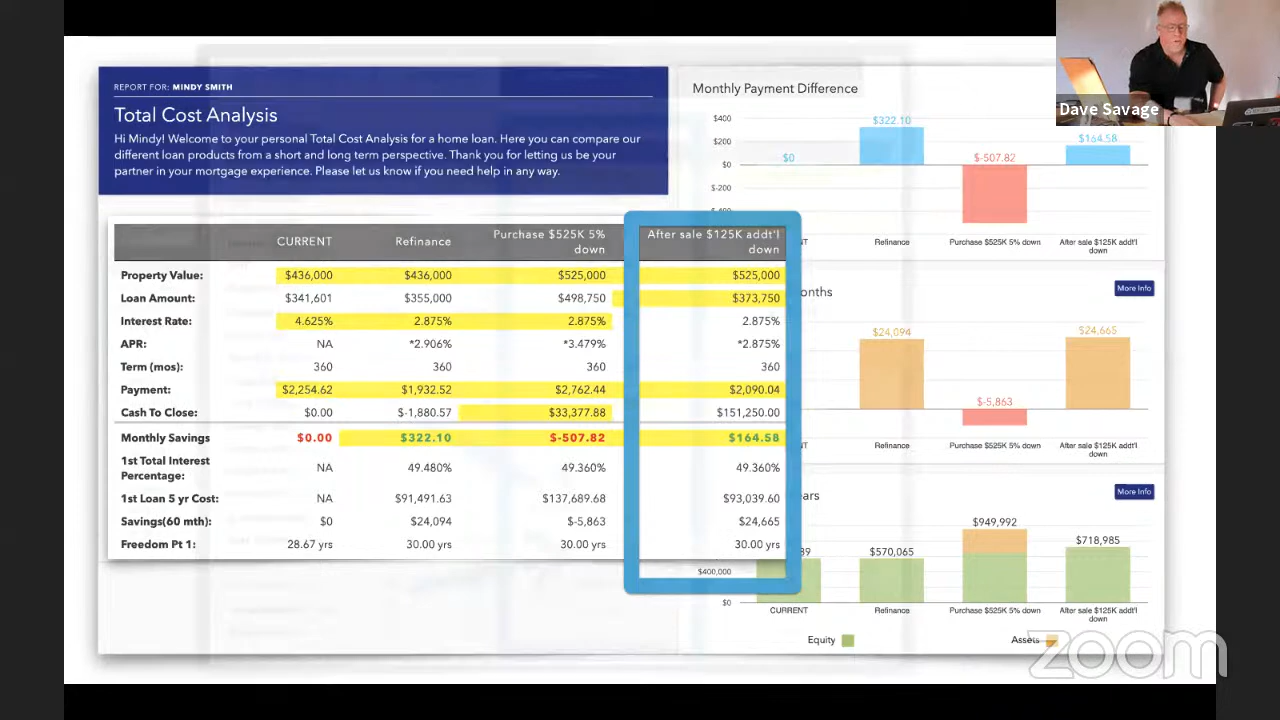 REPORT FOR: MINDY SMITH
Total Cost Analysis
Hi Mindy! Welcome to your personal Total Cost Analysis for a home loan. Here you can compare our
different loan products from a short and long term perspective. Thank you for letting us be your
partner in your mortgage experience. Please let us know if you need help in any way.
CURRENT Refinance Purchase $525K 5% down After sale $125K addt'l down
Property Value: $436,000 $436,000 $525,000 $525,000
Loan Amount: $341,601 $355,000 $498,750 $373,750
Interest Rate: 4.625% 2.875% 2.875% 2.875%
APR: NA *2.906% *3.479% *2.875%
Term (mos): 360 360 360 360
Payment: $2,254.62 $1,932.52 $2,762.44 $2,090.04
Cash To Close: $0.00 $-1,880.57 $33,377.88 $151,250.00
Monthly Savings $0.00 $322.10 $-507.82 $164.58
1st Total Interest
Percentage: NA 49.480% 49.360% 49.360%
1st Loan 5 yr Cost: NA $91,491.63 $137,689.68 $93,039.60
Savings(60 mth): $0 $24,094 $-5,863 $24,665
Freedom Pt 1: 28.67 yrs 30.00 yrs 30.00 yrs 30.00 yrs
Monthly Payment Difference
$400
$200
$0
$-200
$0 $322.10 $-507.82 $164.58
Refinance Purchase $525K 5% down After sale $125K addt'l
down
onths
More Info
$24,094 $-5,863 $24,665
Refinance Purchase $525K 5% down After sale $125K addt'l
down
ears
More Info
$570,065 $949,992 $718,985
$400,000
$0
CURRENT Refinance Purchase $525K 5% down After sale $125K addt'l
down
Equity Assets
Dave Savage
zoom